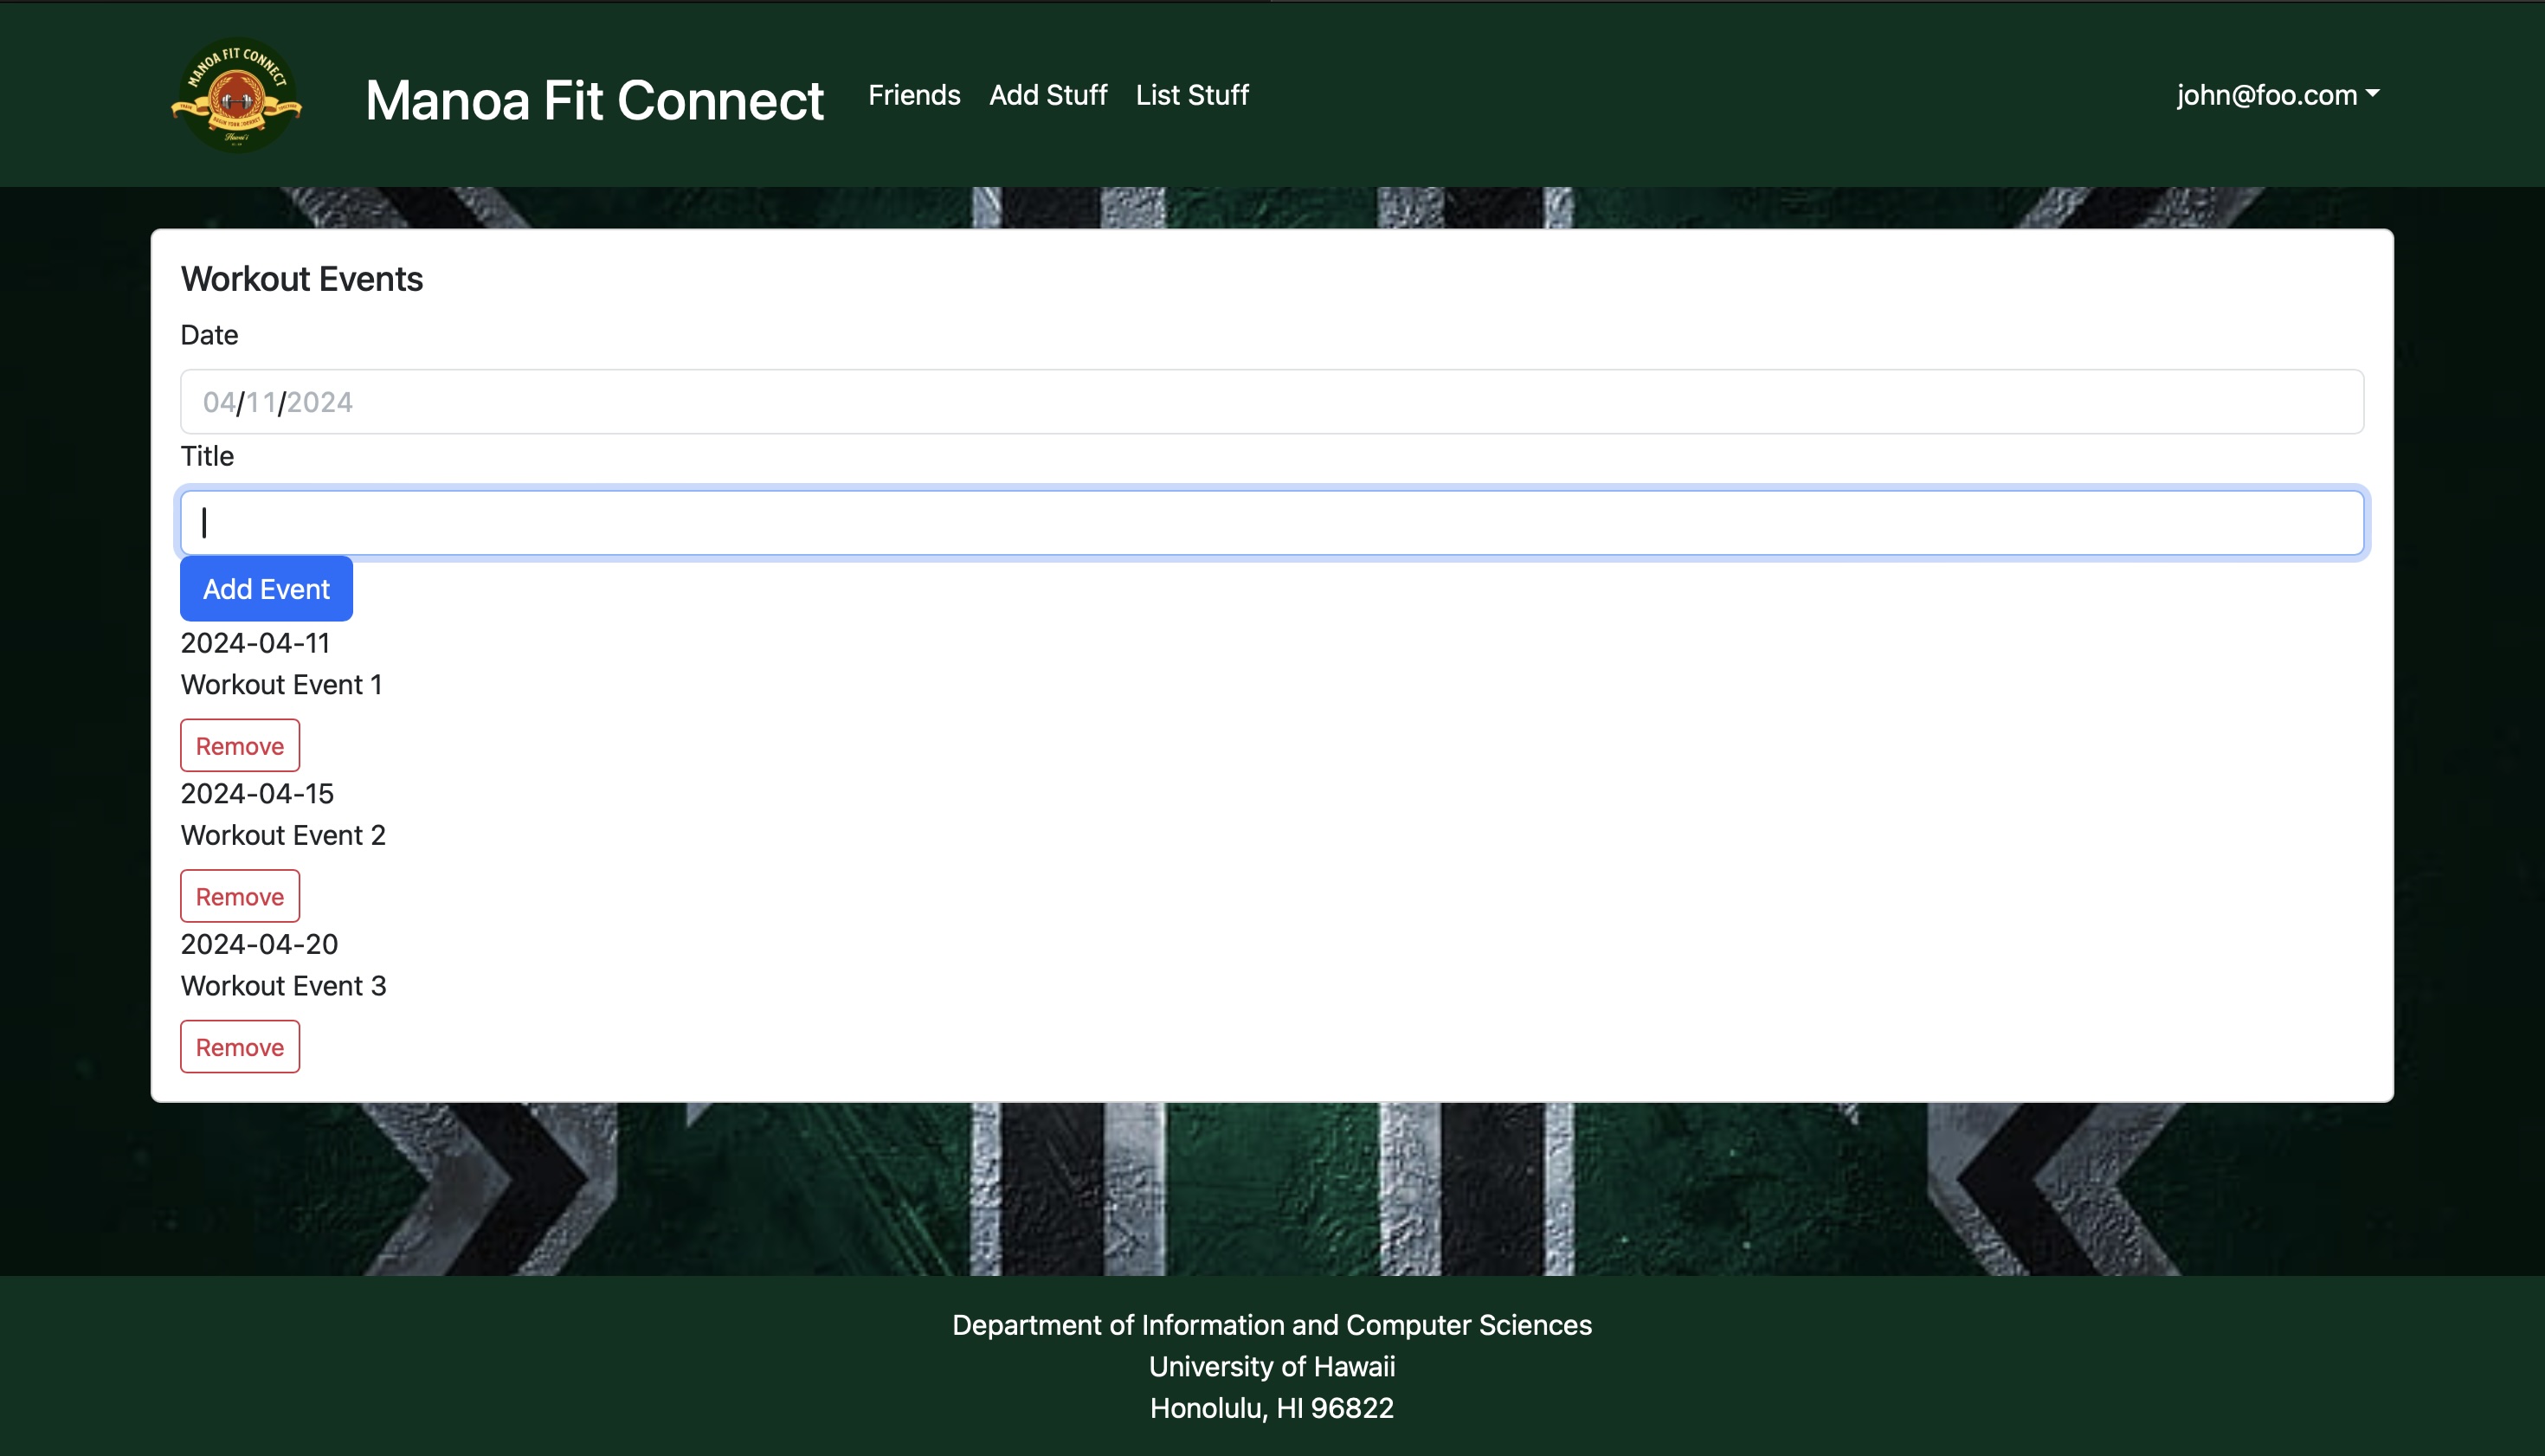 MANOA FIT CONNECT
Manoa Fit Connect
Friends
Add Stuff
List Stuff
john@foo.com
Workout Events
Date
04/11/2024
Title
Add Event
2024-04-11
Workout Event 1
Remove
2024-04-15
Workout Event 2
Remove
2024-04-20
Workout Event 3
Remove
Department of Information and Computer Sciences
University of Hawaii
Honolulu, HI 96822